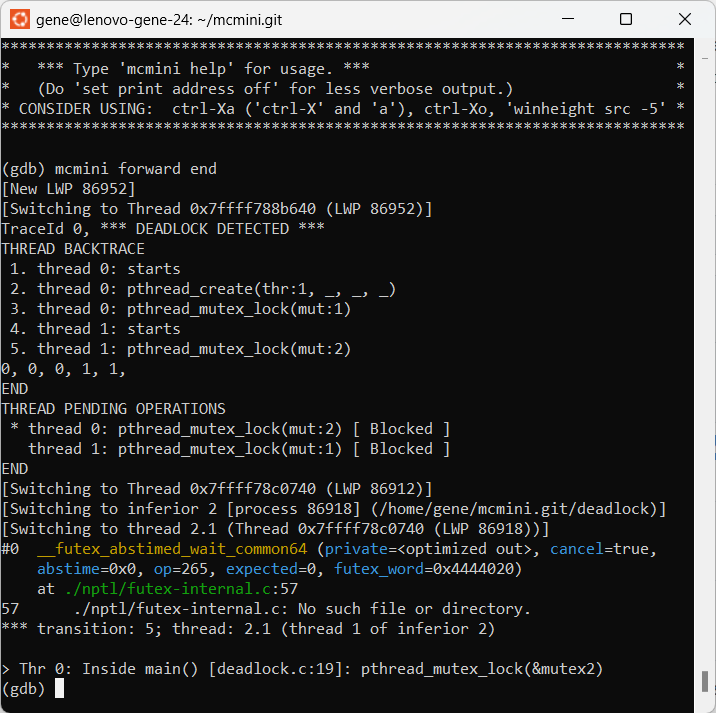 gene@lenovo-gene-24: ~/mcmini.git
*****************************************************************************
*   *** Type 'mcmini help' for usage. ***                                   *
*   (Do 'set print address off' for less verbose output.)                   *
* CONSIDER USING:  ctrl-Xa ('ctrl-X' and 'a'), ctrl-Xo, 'winheight src -5' *
*****************************************************************************
(gdb) mcmini forward end
[New LWP 86952]
[Switching to Thread 0x7ffff788b640 (LWP 86952)]
TraceId 0, *** DEADLOCK DETECTED ***
THREAD BACKTRACE
 1. thread 0: starts
 2. thread 0: pthread_create(thr:1, _, _, _)
 3. thread 0: pthread_mutex_lock(mut:1)
 4. thread 1: starts
 5. thread 1: pthread_mutex_lock(mut:2)
0, 0, 0, 1, 1,
END
THREAD PENDING OPERATIONS
 * thread 0: pthread_mutex_lock(mut:2) [ Blocked ]
   thread 1: pthread_mutex_lock(mut:1) [ Blocked ]
END
[Switching to Thread 0x7ffff78c0740 (LWP 86912)]
[Switching to inferior 2 [process 86918] (/home/gene/mcmini.git/deadlock)]
[Switching to thread 2.1 (Thread 0x7ffff78c0740 (LWP 86918))]
#0  __futex_abstimed_wait_common64 (private=<optimized out>, cancel=true,
    abstime=0x0, op=265, expected=0, futex_word=0x4444020)
    at ./nptl/futex-internal.c:57
57      ./nptl/futex-internal.c: No such file or directory.
*** transition: 5; thread: 2.1 (thread 1 of inferior 2)
> Thr 0: Inside main() [deadlock.c:19]: pthread_mutex_lock(&mutex2)
(gdb)